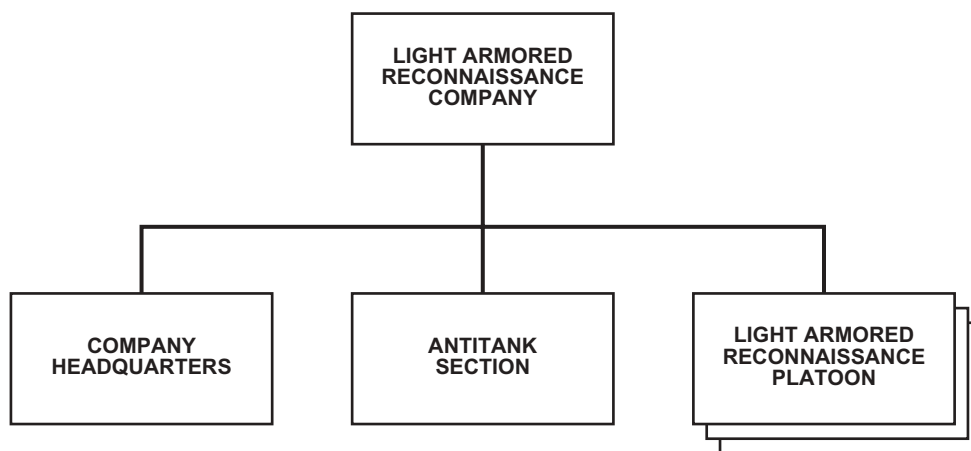 LIGHT ARMORED
RECONNAISSANCE
COMPANY
COMPANY
HEADQUARTERS
ANTITANK
SECTION
LIGHT ARMORED
RECONNAISSANCE
PLATOON